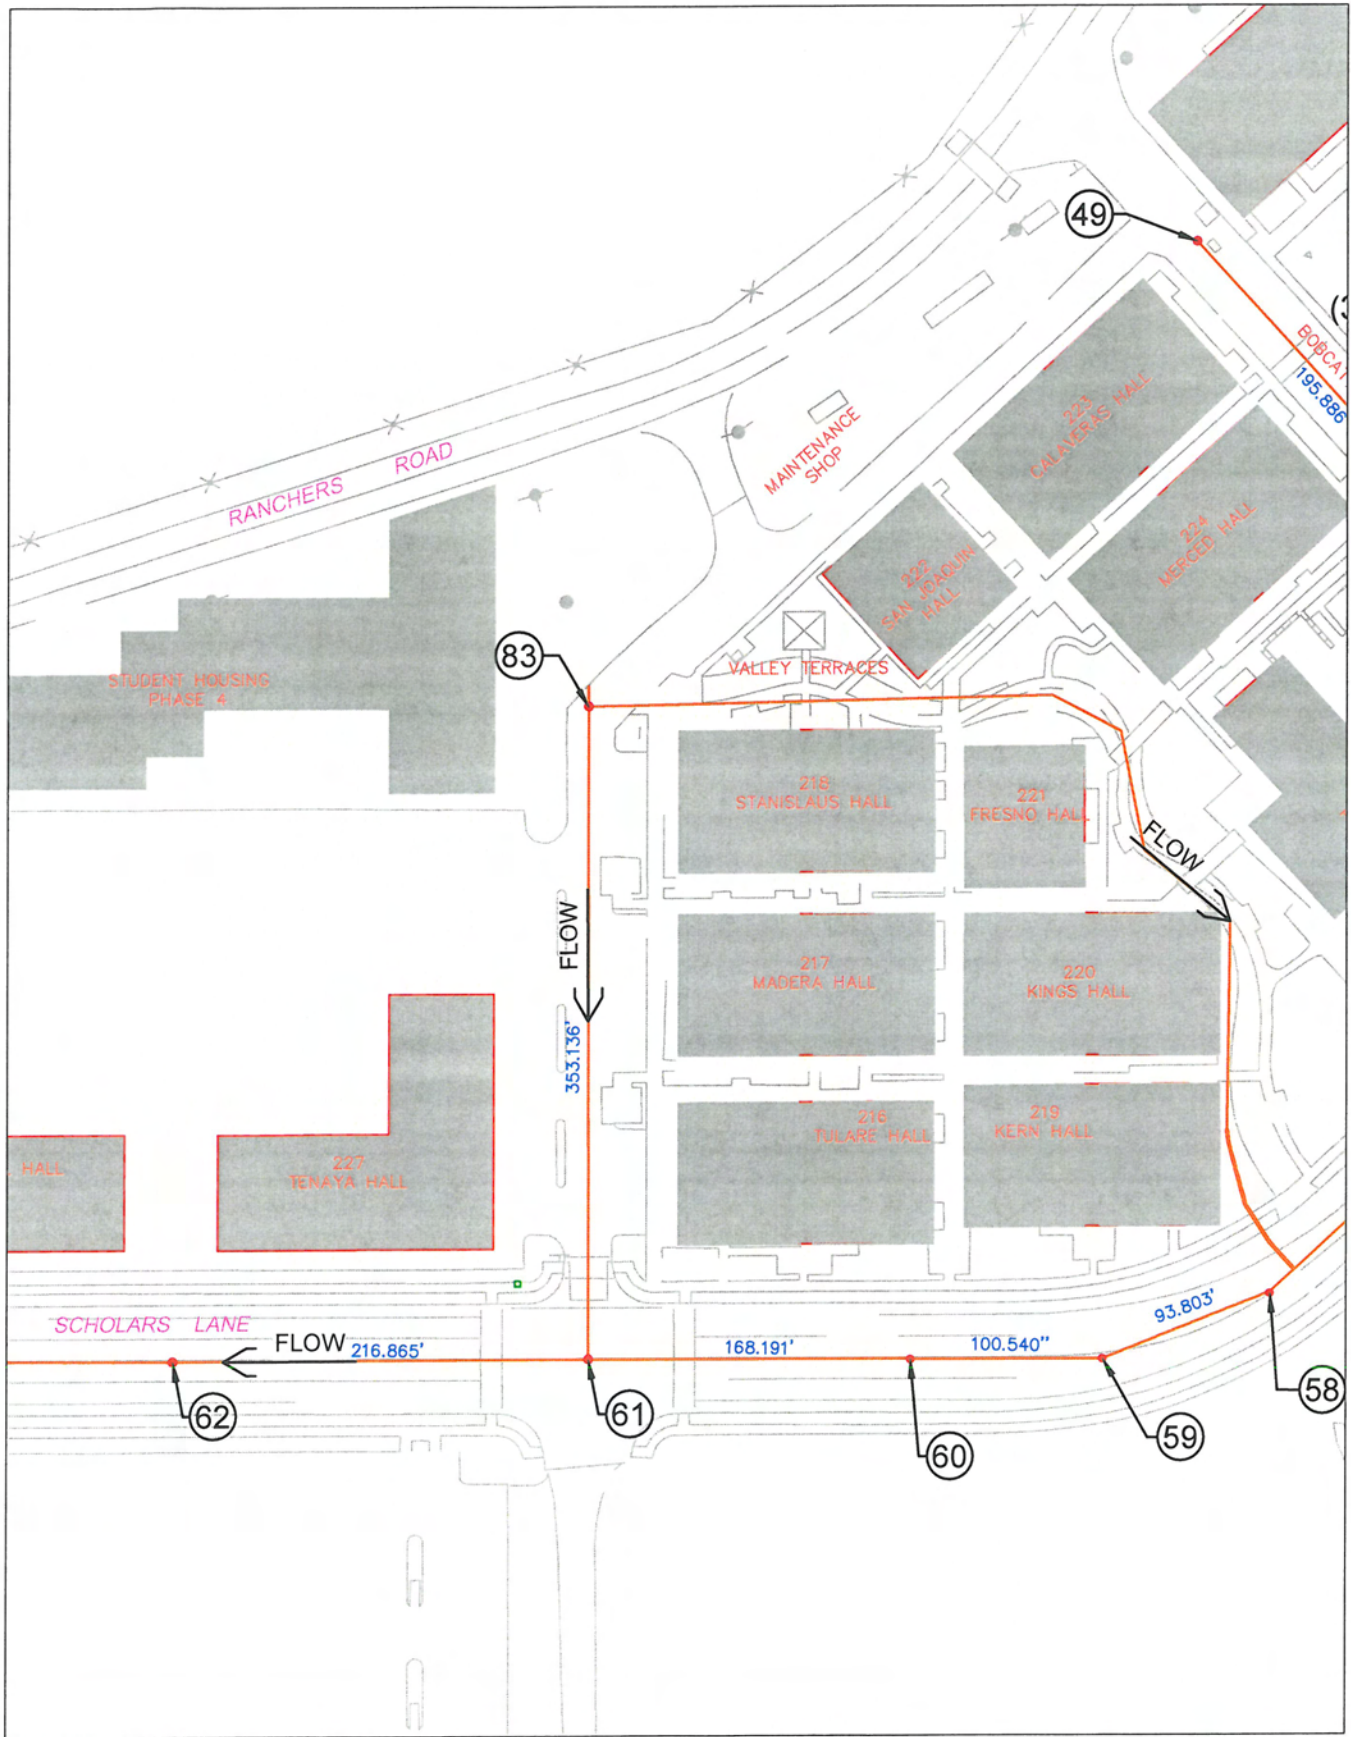 49
BOBCAT
195.886
223
CALAVERAS HALL
224
MERCED HALL
MAINTENANCE
SHOP
RANCHERS ROAD
222
SAN JOAQUIN
HALL
83
VALLEY TERRACES
STUDENT HOUSING
PHASE 4
218
STANISLAUS HALL
221
FRESNO HALL
FLOW
FLOW
217
MADERA HALL
220
KINGS HALL
353.136'
216
TULARE HALL
219
KERN HALL
HALL
227
TENAYA HALL
SCHOLARS LANE
FLOW
216.865'
168.191'
100.540"
93.803'
58
62
61
60
59